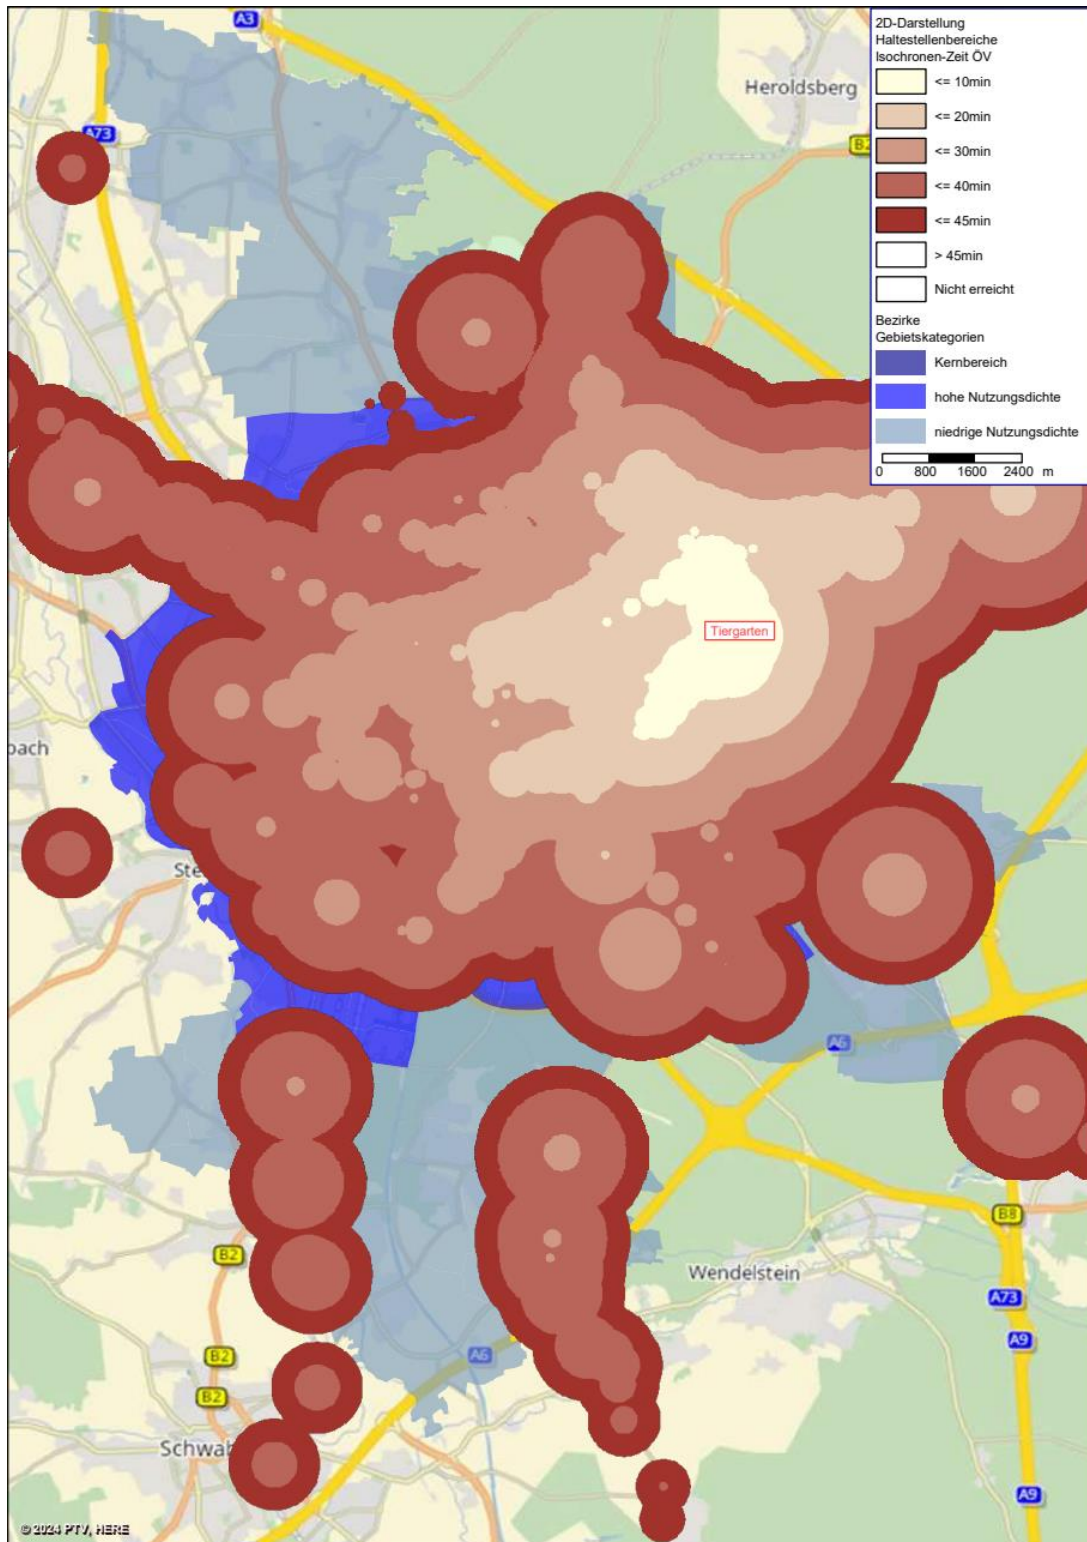 2D-Darstellung
Haltestellenbereiche
Isochronen-Zeit ÖV
<= 10min
<= 20min
<= 30min
<= 40min
<= 45min
> 45min
Nicht erreicht
Bezirke
Gebietskategorien
Kernbereich
hohe Nutzungsdichte
niedrige Nutzungsdichte
0 800 1600 2400 m
A3
Heroldsberg
A73
B2
Tiergarten
bach
Ste
A6
B8
B2
Wendelstein
A73
A9
B2
A6
B2
Schwab
A9
© 2024 PTV, HERE